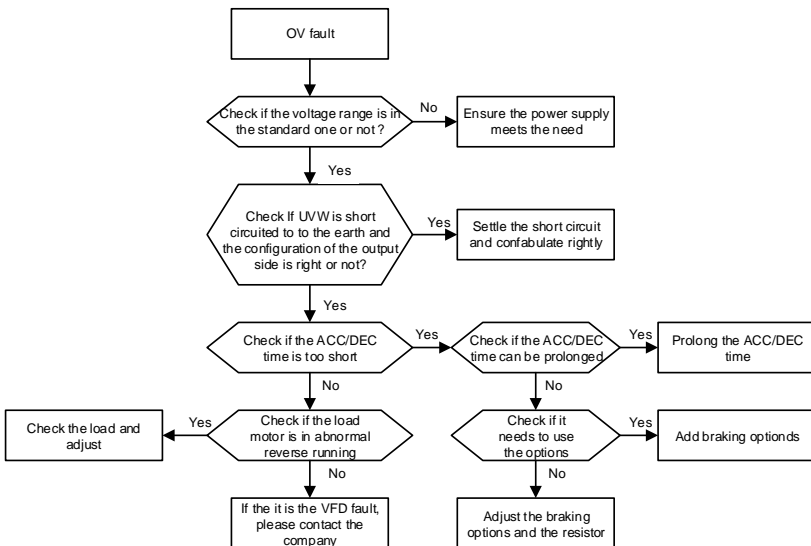 OV fault
Check if the voltage range is in
the standard one or not ?
No
Ensure the power supply
meets the need
Yes
Check If UVW is short
circuited to to the earth and
the configuration of the output
side is right or not?
Yes
Settle the short circuit
and confabulate rightly
Yes
Check if the ACC/DEC
time is too short
Yes
Check if the ACC/DEC
time can be prolonged
Yes
Prolong the ACC/DEC
time
No
No
Check the load and
adjust
Yes
Check if the load
motor is in abnormal
reverse running
Check if it
needs to use
the options
Yes
Add braking optionds
No
No
If the it is the VFD fault,
please contact the
company
Adjust the braking
options and the resistor